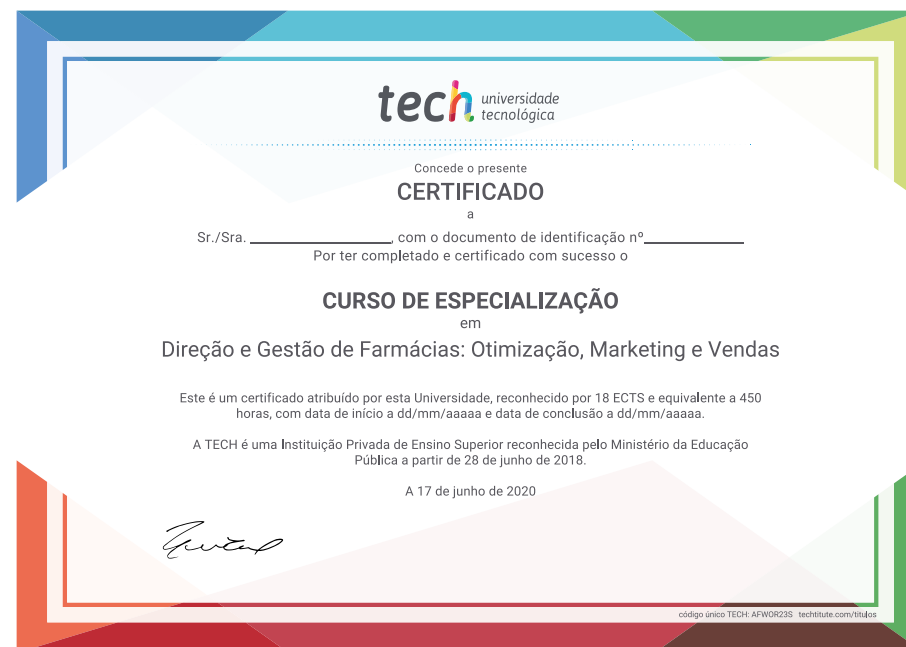 tech universidade
tecnológica
Concede o presente
CERTIFICADO
a
Sr./Sra. ____________________, com o documento de identificação nº______________
Por ter completado e certificado com sucesso o
CURSO DE ESPECIALIZAÇÃO
em
Direção e Gestão de Farmácias: Otimização, Marketing e Vendas
Este é um certificado atribuído por esta Universidade, reconhecido por 18 ECTS e equivalente a 450
horas, com data de início a dd/mm/aaaaa e data de conclusão a dd/mm/aaaaa.
A TECH é uma Instituição Privada de Ensino Superior reconhecida pelo Ministério da Educação
Pública a partir de 28 de junho de 2018.
A 17 de junho de 2020
código único TECH: AFWOR23S techtitute.com/titulos